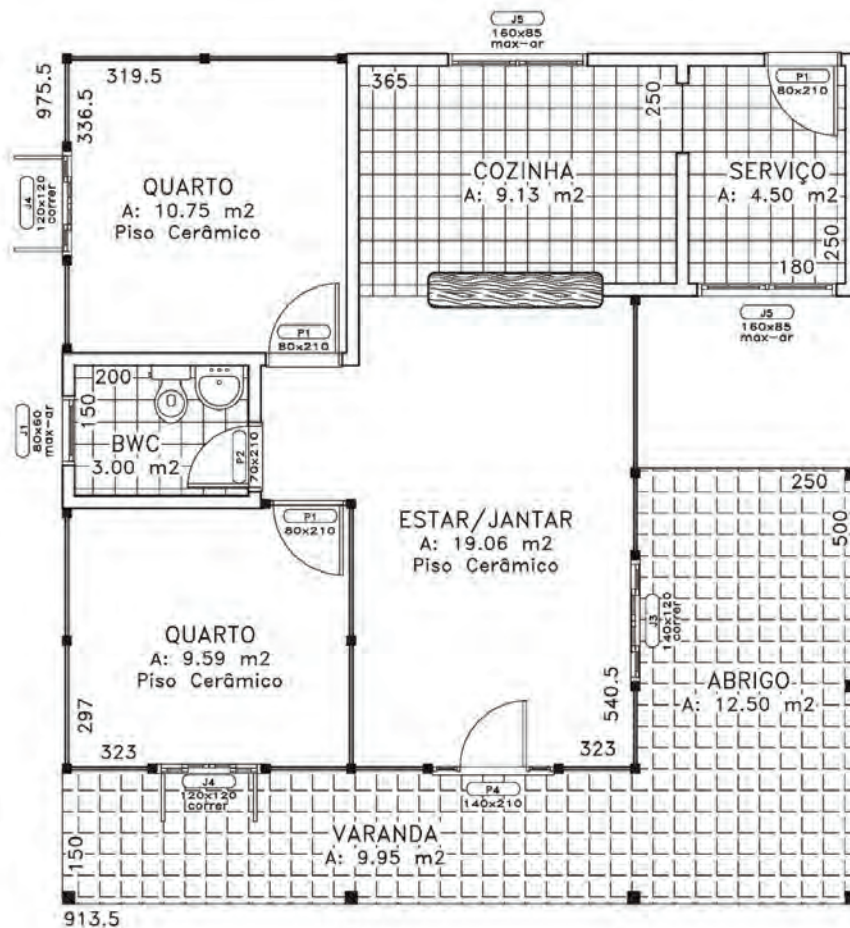 J5
160x85
max-ar
975.5
319.5
336.5
J4
120x120
correr
QUARTO
A: 10.75 m2
Piso Cerâmico
P1
80x210
365
250
COZINHA
A: 9.13 m2
P1
80x210
SERVIÇO
A: 4.50 m2
250
180
J5
160x85
max-ar
200
150
J1
80x60
max-ar
BWC
3.00 m2
P2
70x210
P1
80x210
ESTAR/JANTAR
A: 19.06 m2
Piso Cerâmico
250
500
J3
140x120
correr
QUARTO
A: 9.59 m2
Piso Cerâmico
297
323
540.5
323
ABRIGO
A: 12.50 m2
J4
120x120
correr
P4
140x210
VARANDA
A: 9.95 m2
150
913.5